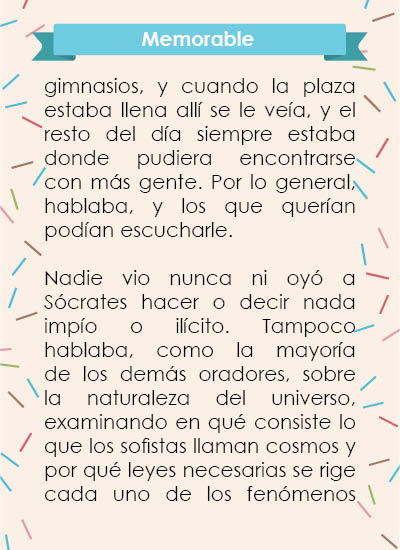 Memorable
gimnasios, y cuando la plaza
estaba llena allí se le veía, y el
resto del día siempre estaba
donde pudiera encontrarse
con más gente. Por lo general,
hablaba, y los que querían
podían escucharle.
Nadie vio nunca ni oyó a
Sócrates hacer o decir nada
impío o ilícito. Tampoco
hablaba, como la mayoría
de los demás oradores, sobre
la naturaleza del universo,
examinando en qué consiste lo
que los sofistas llaman cosmos y
por qué leyes necesarias se rige
cada uno de los fenómenos